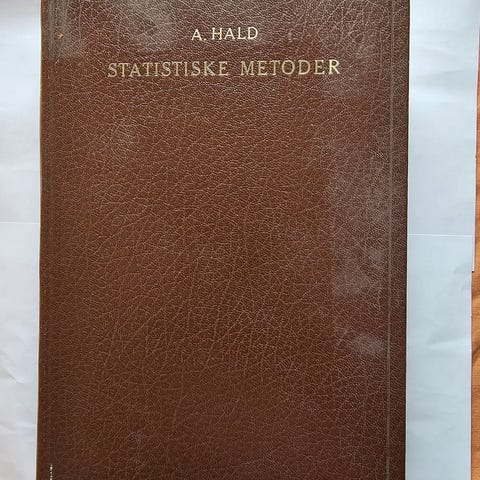 A. HALD
STATISTISKE METODER